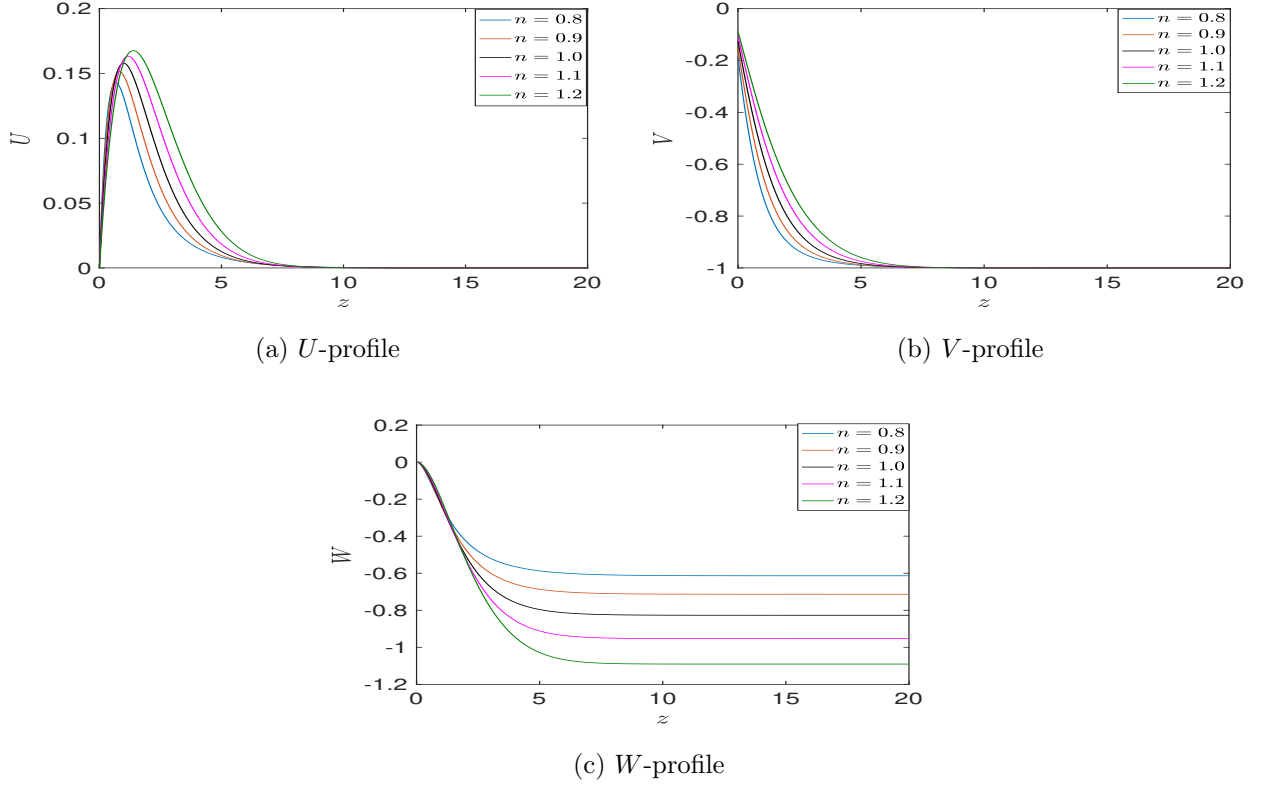 0.2
0.15
0.1
0.05
0
U
0
5
10
15
20
z
n = 0.8
n = 0.9
n = 1.0
n = 1.1
n = 1.2
(a) U-profile
0
-0.2
-0.4
-0.6
-0.8
-1
V
0
5
10
15
20
z
n = 0.8
n = 0.9
n = 1.0
n = 1.1
n = 1.2
(b) V-profile
0.2
0
-0.2
-0.4
-0.6
-0.8
-1
-1.2
W
0
5
10
15
20
z
n = 0.8
n = 0.9
n = 1.0
n = 1.1
n = 1.2
(c) W-profile